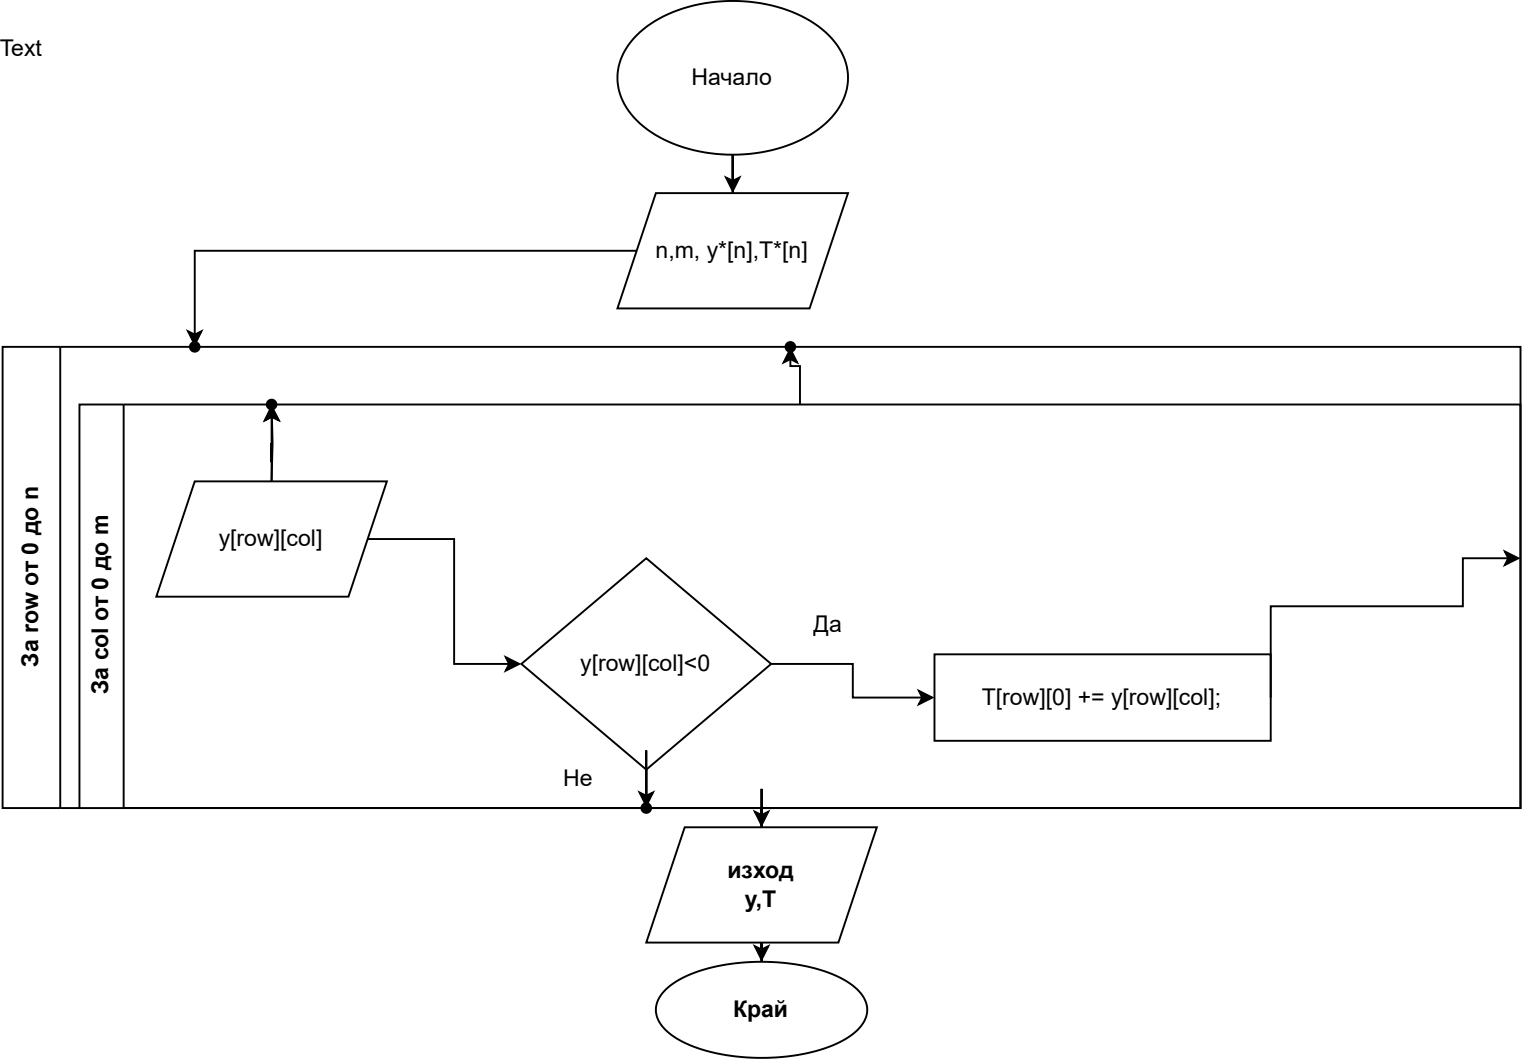 Text
Начало
n,m, y*[n],T*[n]
За row от 0 до n
За col от 0 до m
y[row][col]
y[row][col]<0
Да
T[row][0] += y[row][col];
Не
изход
y,T
Край